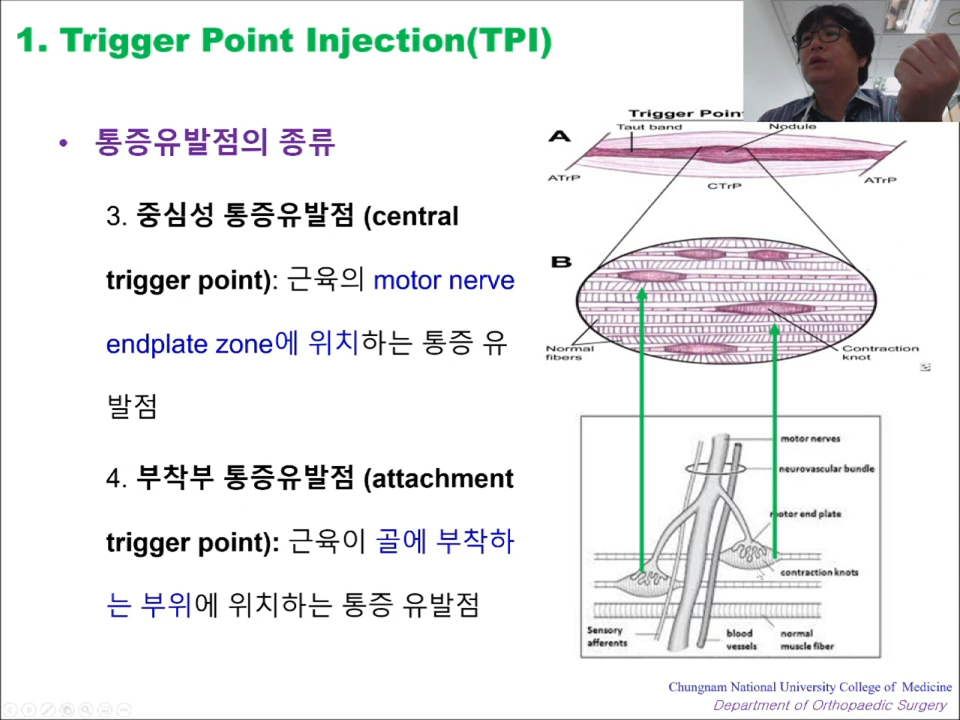 1. Trigger Point Injection(TPI)
• 통증유발점의 종류
3. 중심성 통증유발점 (central
trigger point): 근육의 motor nerve
endplate zone에 위치하는 통증 유
발점
4. 부착부 통증유발점 (attachment
trigger point): 근육이 골에 부착하
는 부위에 위치하는 통증 유발점
Trigger Point
A
Taut band
Nodule
ATrP
CTrP
ATrP
B
Normal
fibers
Contraction
knot
motor nerves
neurovascular bundle
motor end plate
contraction knots
Sensory
afferents
blood
vessels
normal
muscle fiber
Chungnam National University College of Medicine
Department of Orthopaedic Surgery